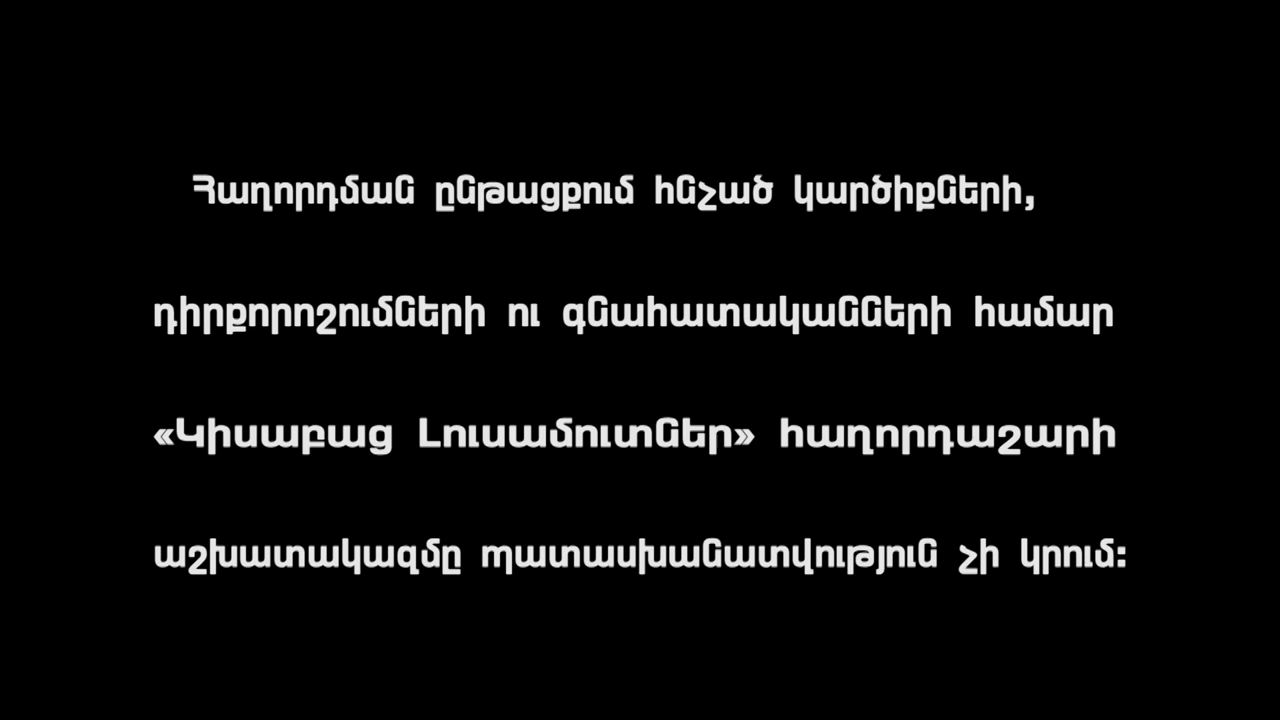 Հաղորդման ընթացքում հնչած կարծիքների,
դիրքորոշումների ու գնահատականների համար
«Կիսաբաց Լուսամուտներ» հաղորդաշարի
աշխատակազմը պատասխանատվություն չի կրում: